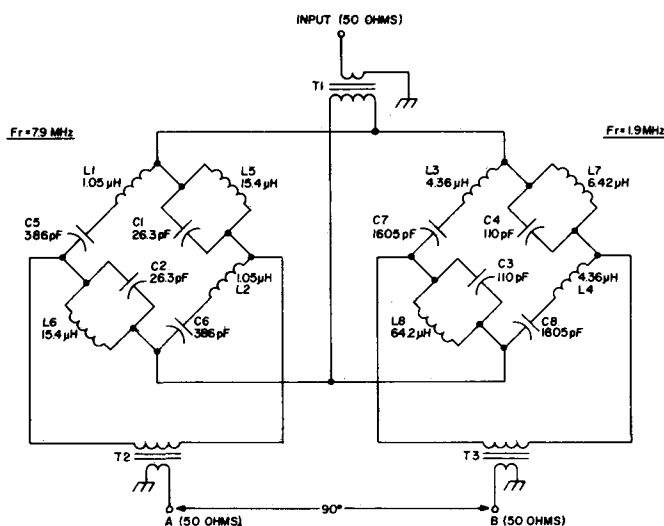 INPUT (50 OHMS)
T1
Fr=7.9 MHz
Fr=1.9MHz
L1
1.05µH
L5
15.4µH
C5
386pF
C1
26.3pF
C2
26.3pF
1.05µH
L2
L6
15.4µH
C6
386pF
L3
4.36µH
L7
6.42µH
C7
1605pF
C4
110pF
C3
110pF
4.36µH
L4
L8
64.2µH
C8
1605pF
T2
T3
90°
A (50 OHMS)
B (50 OHMS)